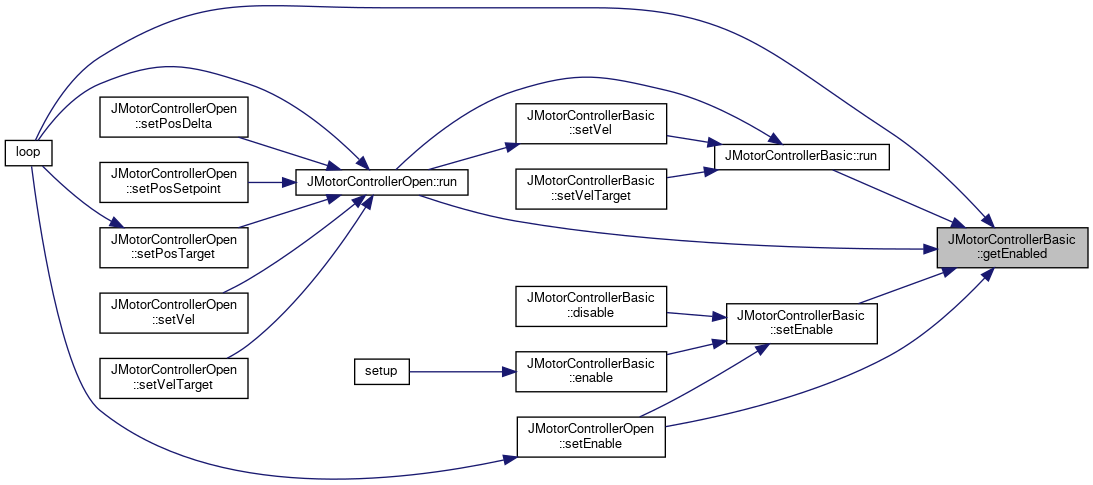 loop
JMotorControllerOpen
::setPosDelta
JMotorControllerOpen
::setPosSetpoint
JMotorControllerOpen
::setPosTarget
JMotorControllerOpen
::setVel
JMotorControllerOpen
::setVelTarget
JMotorControllerOpen::run
setup
JMotorControllerBasic
::setVel
JMotorControllerBasic
::setVelTarget
JMotorControllerBasic
::disable
JMotorControllerBasic
::enable
JMotorControllerOpen
::setEnable
JMotorControllerBasic::run
JMotorControllerBasic
::setEnable
JMotorControllerBasic
::getEnabled